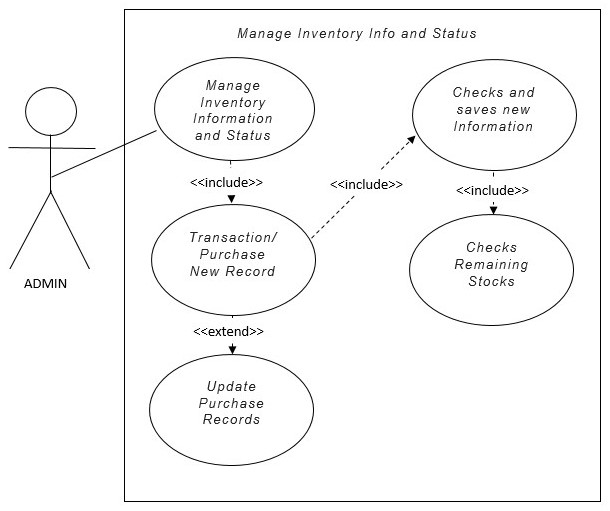 Manage Inventory Info and Status
Manage
Inventory
Information
and Status
Checks and
saves new
Information
<<include>>
<<include>>
<<include>>
Transaction/
Purchase
New Record
Checks
Remaining
Stocks
ADMIN
<<extend>>
Update
Purchase
Records